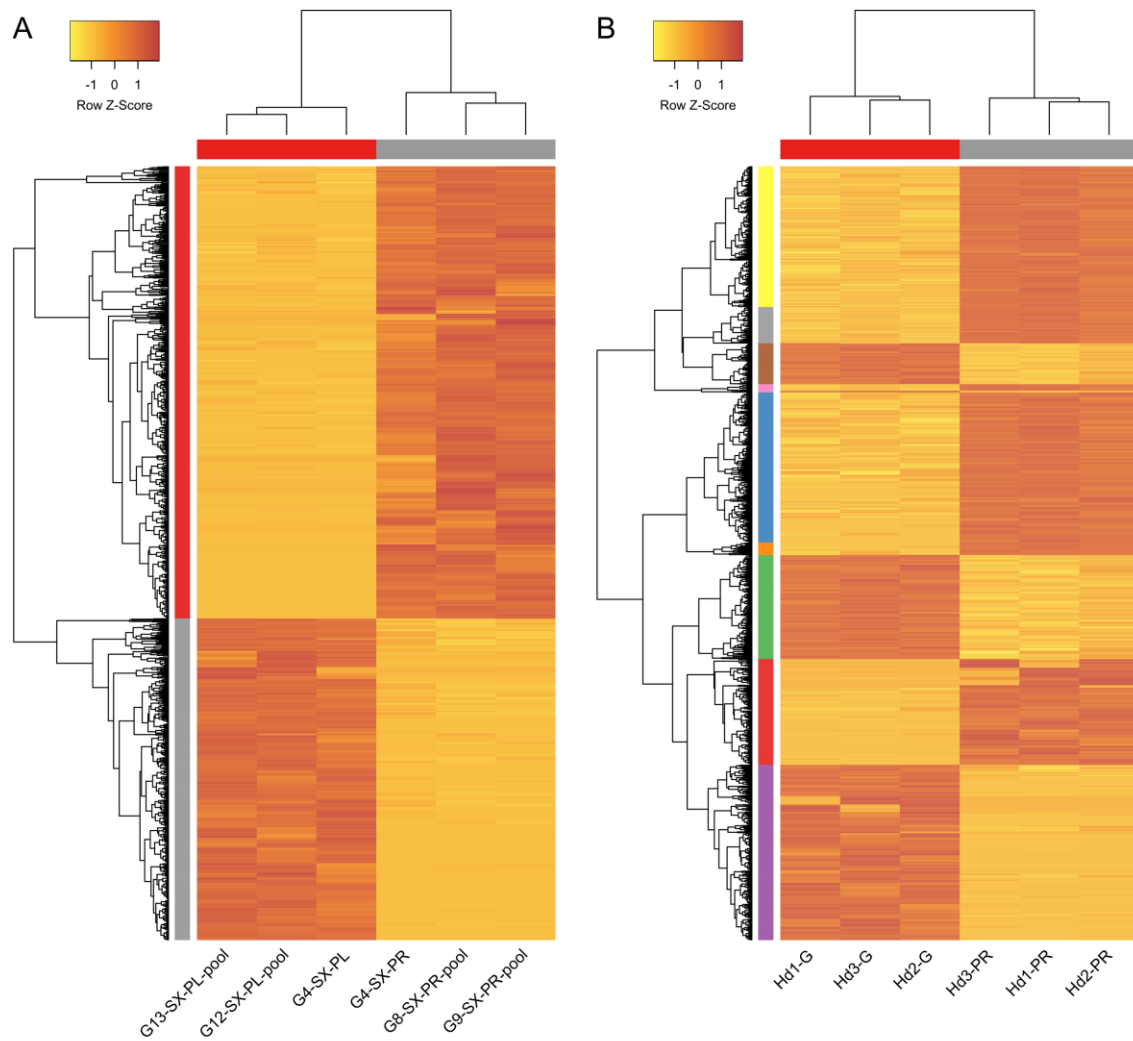 A
-1 0 1
Row Z-Score
B
-1 0 1
Row Z-Score
G13-SX-PL-pool
G12-SX-PL-pool
G4-SX-PL
G4-SX-PR
G8-SX-PR-pool
G9-SX-PR-pool
Hd1-G
Hd3-G
Hd2-G
Hd3-PR
Hd1-PR
Hd2-PR